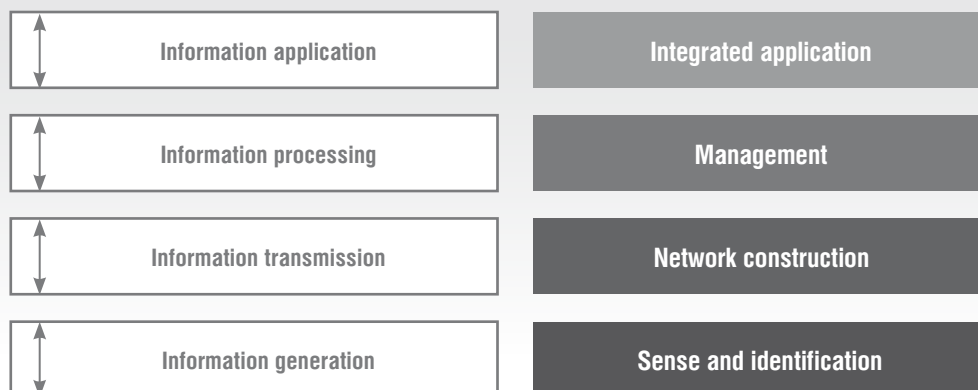 Information application
Integrated application
Information processing
Management
Information transmission
Network construction
Information generation
Sense and identification